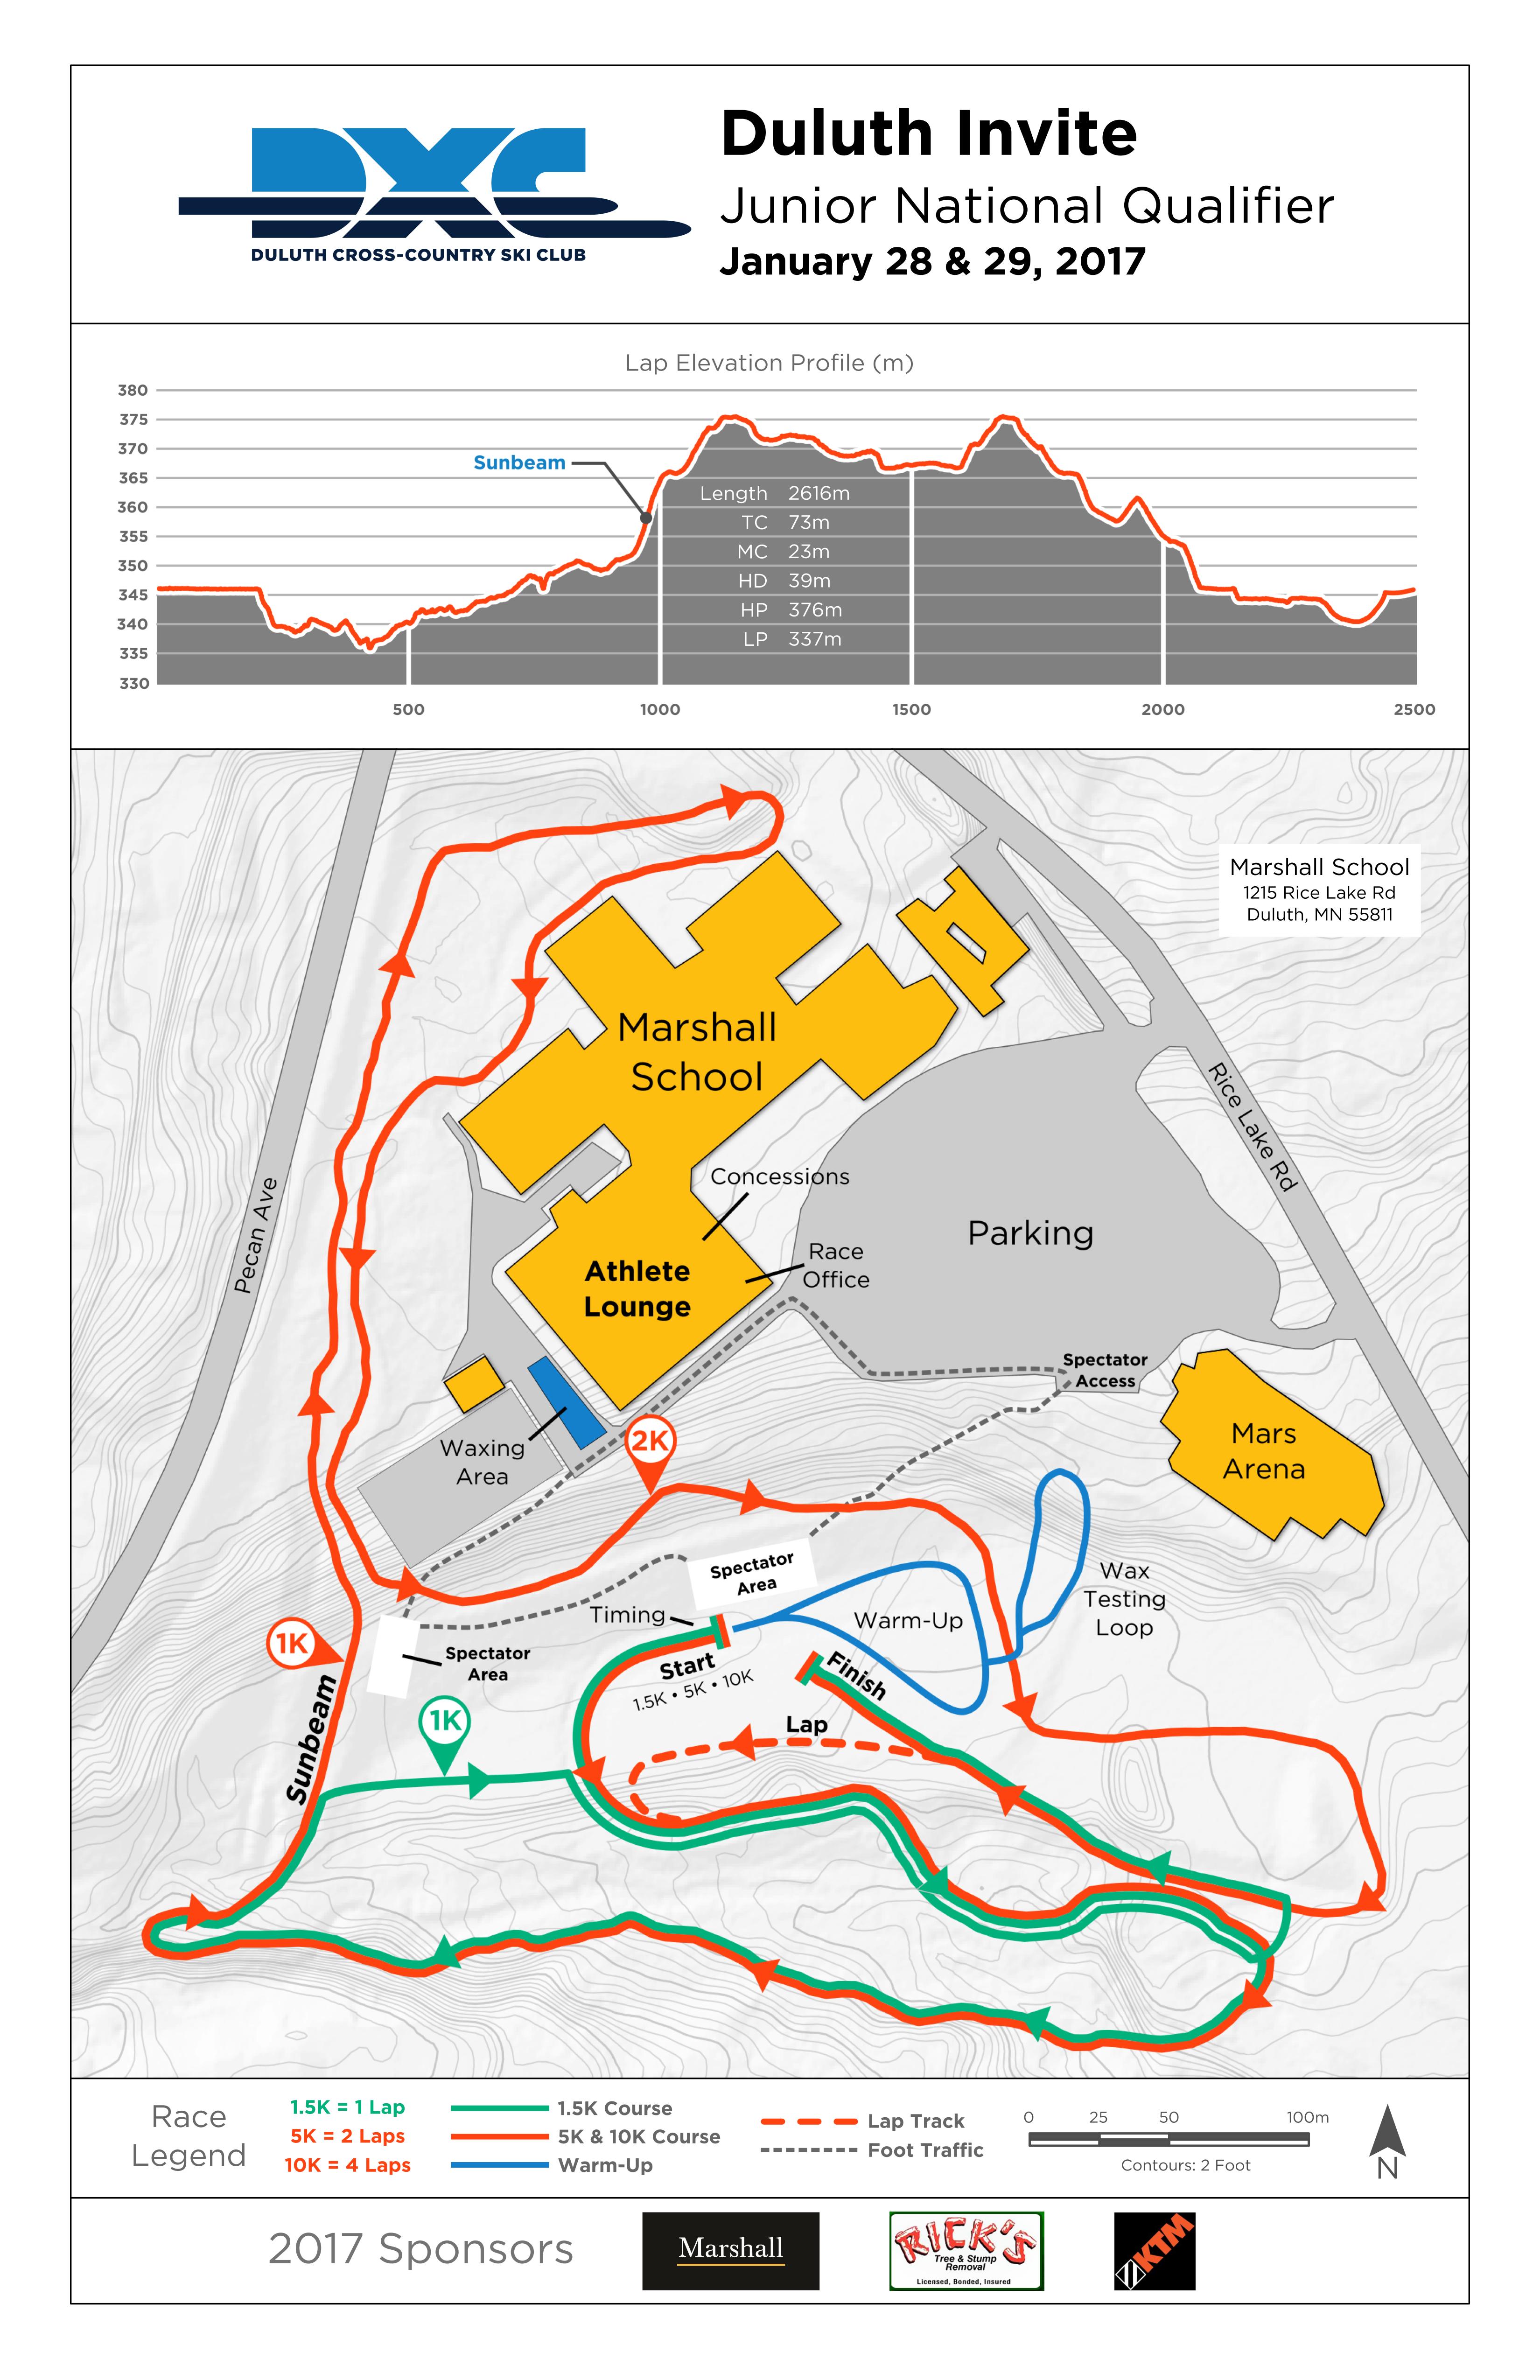 DXC
DULUTH CROSS-COUNTRY SKI CLUB
Duluth Invite
Junior National Qualifier
January 28 & 29, 2017
Lap Elevation Profile (m)
380
375
370
365
360
355
350
345
340
335
330
Sunbeam
Length 2616m
TC 73m
MC 23m
HD 39m
HP 376m
LP 337m
500
1000
1500
2000
2500
Marshall School
1215 Rice Lake Rd
Duluth, MN 55811
Marshall
School
Rice Lake Rd
Pecan Ave
Concessions
Parking
Race
Office
Athlete
Lounge
Spectator
Access
Mars
Arena
Waxing
Area
2K
Spectator
Area
Wax
Testing
Loop
Timing
Warm-Up
1K
Spectator
Area
Start
1.5K • 5K • 10K
Finish
Sunbeam
1K
Lap
Race
Legend
1.5K = 1 Lap
5K = 2 Laps
10K = 4 Laps
1.5K Course
5K & 10K Course
Warm-Up
Lap Track
Foot Traffic
0 25 50 100m
Contours: 2 Foot
N
2017 Sponsors
Marshall
RICK'S
Tree & Stump
Removal
Licensed, Bonded, Insured
KTM